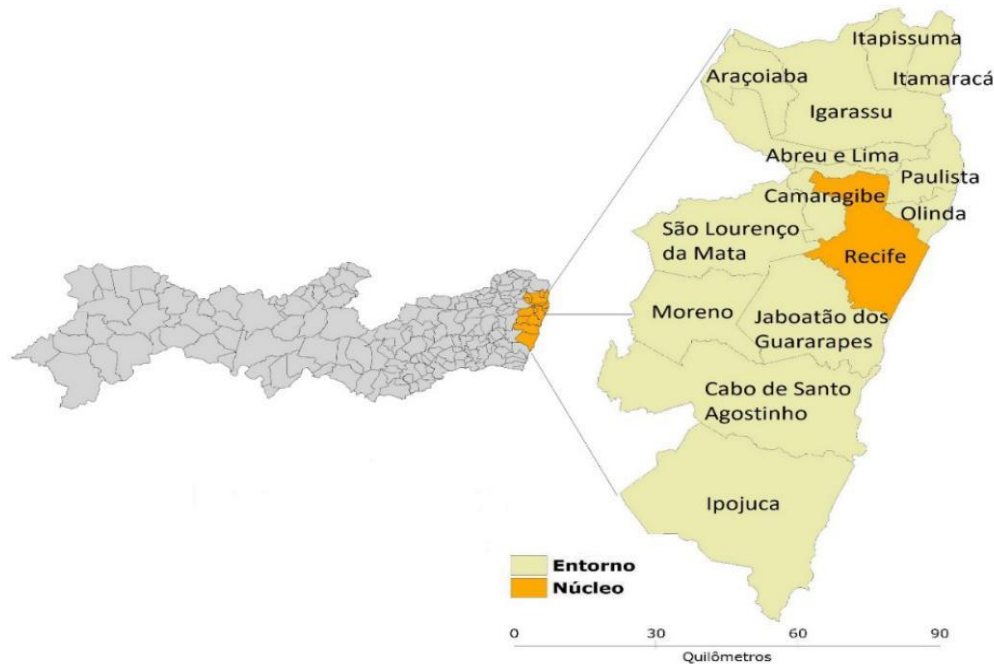 Itapissuma
Araçoiaba
Itamaracá
Igarassu
Abreu e Lima
Paulista
Camaragibe
Olinda
São Lourenço
da Mata
Recife
Moreno
Jaboatão dos
Guararapes
Cabo de Santo
Agostinho
Ipojuca
Entorno
Núcleo
0 30 60 90
Quilômetros